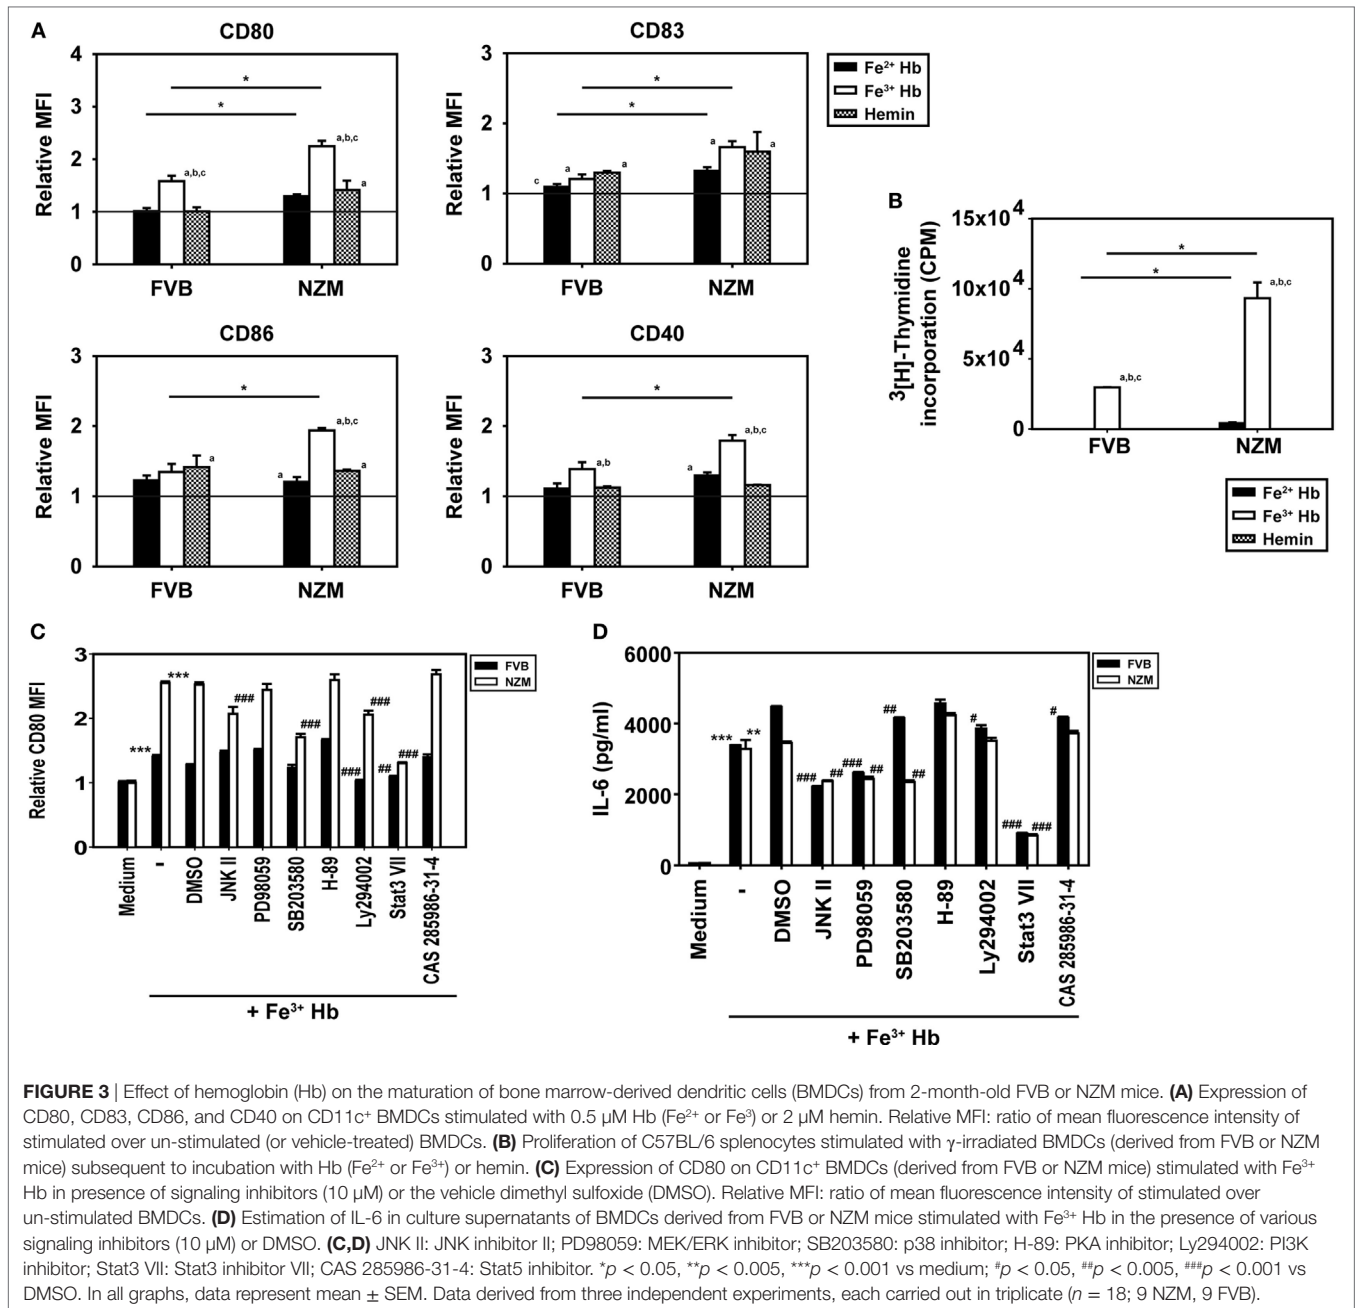 A
CD80
Relative MFI
4
3
2
1
0
*
*
a,b,c
a,b,c
a
FVB
NZM
CD83
Relative MFI
3
2
1
0
*
*
c
a
a
a
a
FVB
NZM
Fe²⁺ Hb
Fe³⁺ Hb
Hemin
CD86
Relative MFI
3
2
1
0
*
a
a
a,b,c
a
FVB
NZM
CD40
Relative MFI
3
2
1
0
*
a,b
a
a,b,c
FVB
NZM
B
³[H]-Thymidine
incorporation (CPM)
15x10⁴
10x10⁴
5x10⁴
0
*
*
a,b,c
a,b,c
FVB
NZM
Fe²⁺ Hb
Fe³⁺ Hb
Hemin
C
Relative CD80 MFI
3
2
1
0
***
***
###
###
###
###
##
###
FVB
NZM
Medium
-
DMSO
JNK II
PD98059
SB203580
H-89
Ly294002
Stat3 VII
CAS 285986-31-4
+ Fe³⁺ Hb
D
IL-6 (pg/ml)
6000
4000
2000
0
***
**
###
##
###
##
##
##
#
###
###
#
FVB
NZM
Medium
-
DMSO
JNK II
PD98059
SB203580
H-89
Ly294002
Stat3 VII
CAS 285986-31-4
+ Fe³⁺ Hb
FIGURE 3 | Effect of hemoglobin (Hb) on the maturation of bone marrow-derived dendritic cells (BMDCs) from 2-month-old FVB or NZM mice. (A) Expression of
CD80, CD83, CD86, and CD40 on CD11c⁺ BMDCs stimulated with 0.5 µM Hb (Fe²⁺ or Fe³) or 2 µM hemin. Relative MFI: ratio of mean fluorescence intensity of
stimulated over un-stimulated (or vehicle-treated) BMDCs. (B) Proliferation of C57BL/6 splenocytes stimulated with γ-irradiated BMDCs (derived from FVB or NZM
mice) subsequent to incubation with Hb (Fe²⁺ or Fe³⁺) or hemin. (C) Expression of CD80 on CD11c⁺ BMDCs (derived from FVB or NZM mice) stimulated with Fe³⁺
Hb in presence of signaling inhibitors (10 µM) or the vehicle dimethyl sulfoxide (DMSO). Relative MFI: ratio of mean fluorescence intensity of stimulated over
un-stimulated BMDCs. (D) Estimation of IL-6 in culture supernatants of BMDCs derived from FVB or NZM mice stimulated with Fe³⁺ Hb in the presence of various
signaling inhibitors (10 µM) or DMSO. (C,D) JNK II: JNK inhibitor II; PD98059: MEK/ERK inhibitor; SB203580: p38 inhibitor; H-89: PKA inhibitor; Ly294002: PI3K
inhibitor; Stat3 VII: Stat3 inhibitor VII; CAS 285986-31-4: Stat5 inhibitor. *p < 0.05, **p < 0.005, ***p < 0.001 vs medium; #p < 0.05, ##p < 0.005, ###p < 0.001 vs
DMSO. In all graphs, data represent mean ± SEM. Data derived from three independent experiments, each carried out in triplicate (n = 18; 9 NZM, 9 FVB).